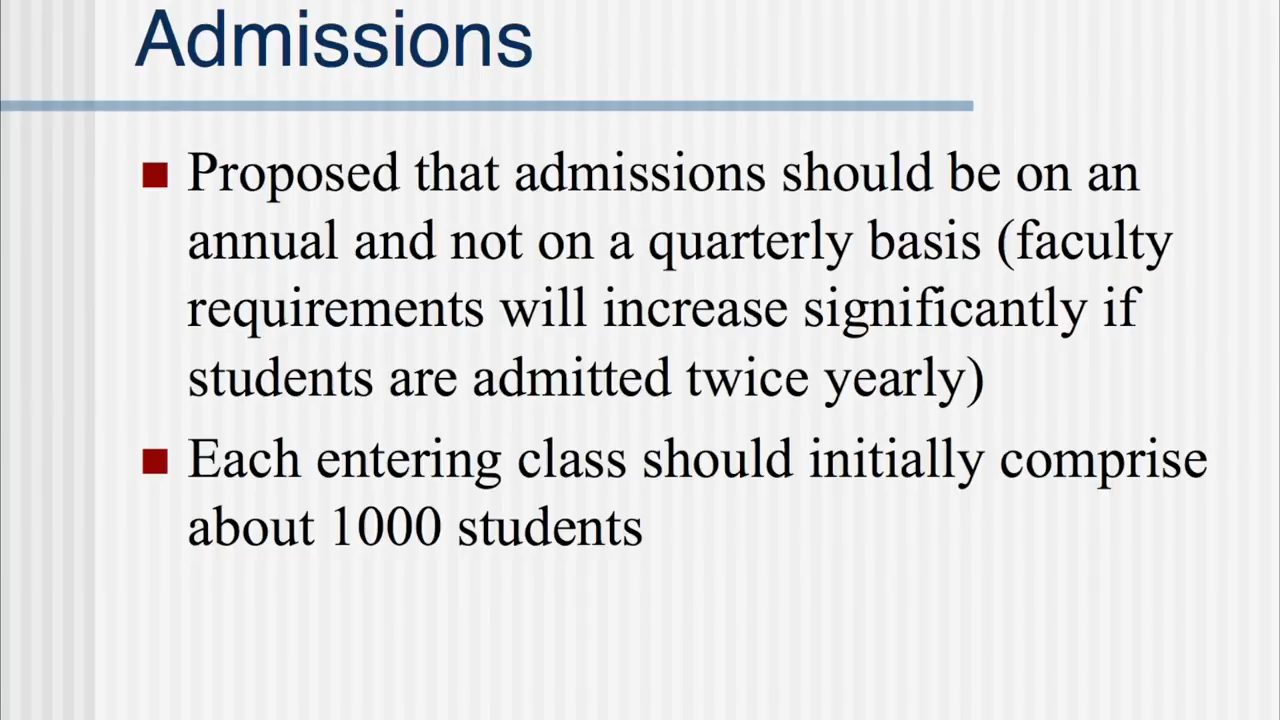 Admissions
Proposed that admissions should be on an
annual and not on a quarterly basis (faculty
requirements will increase significantly if
students are admitted twice yearly)
Each entering class should initially comprise
about 1000 students